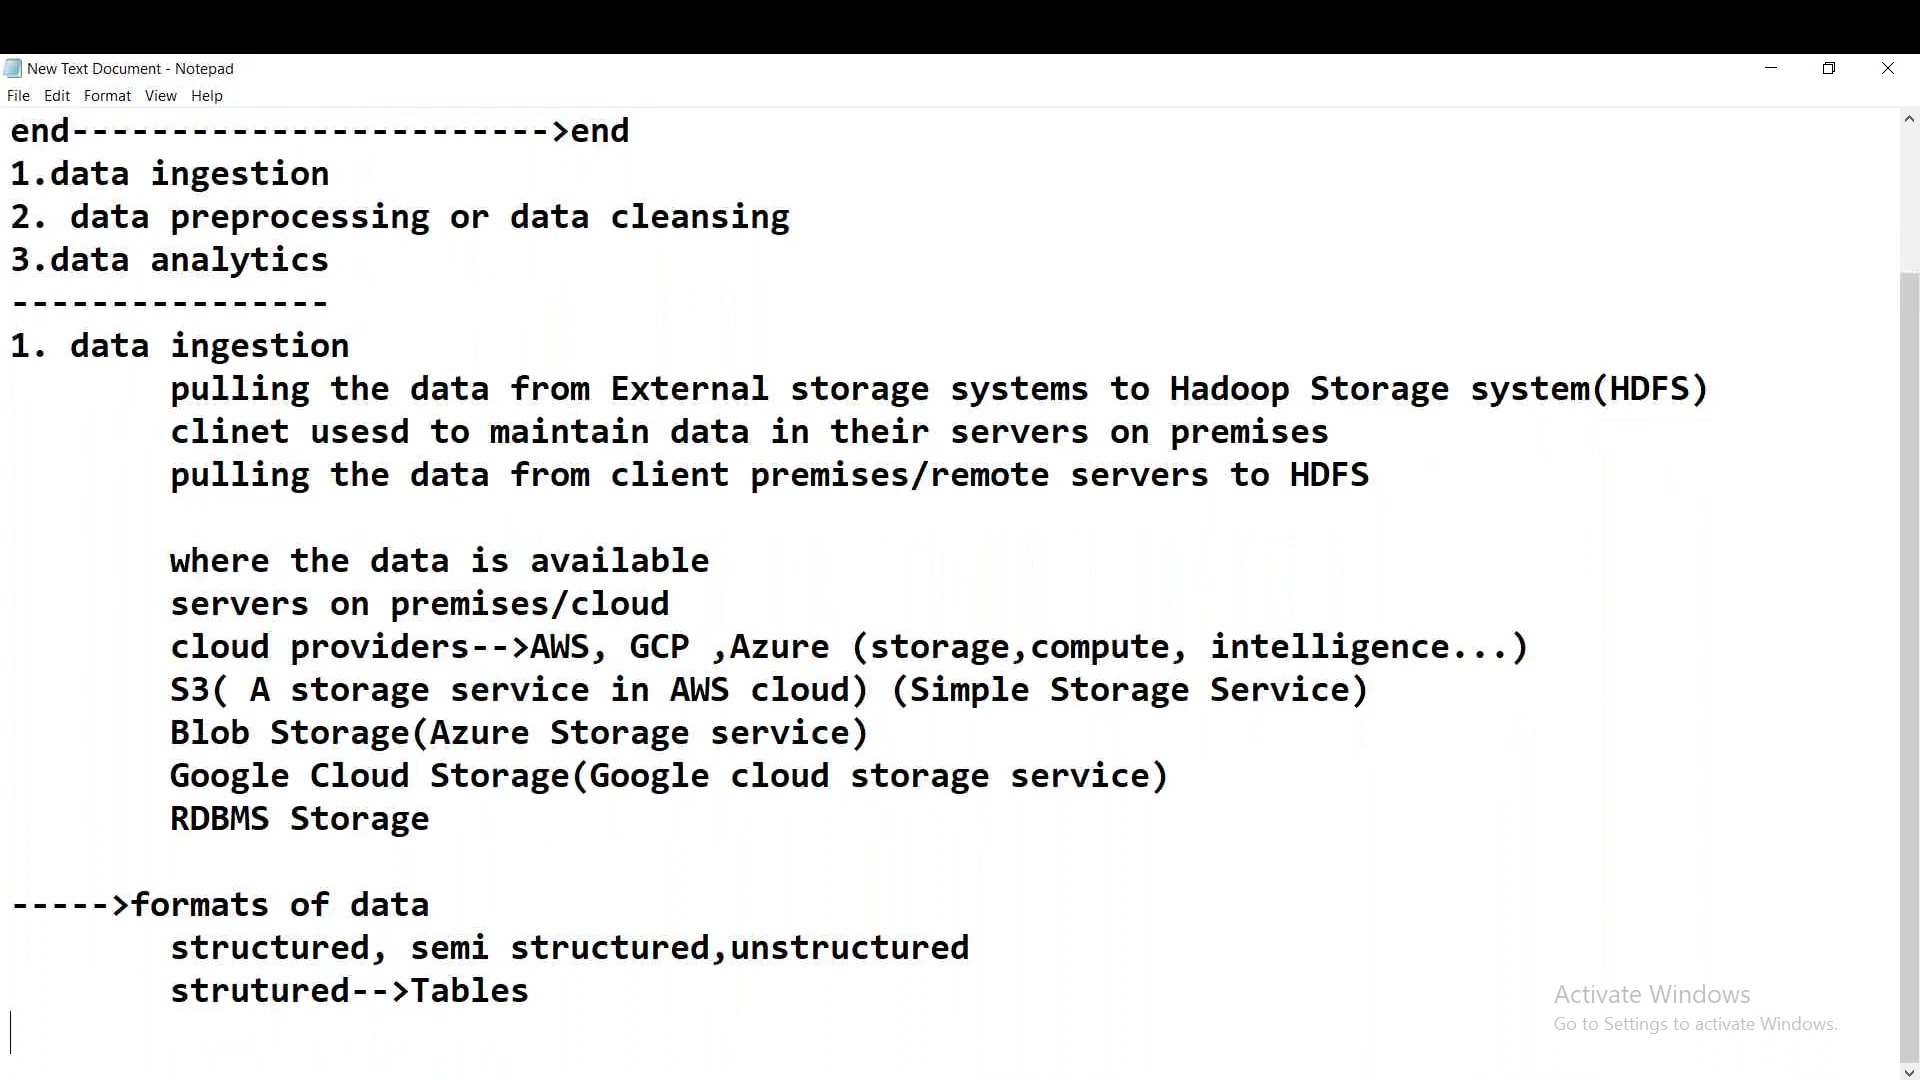 New Text Document - Notepad
File Edit Format View Help
end------------------------>end
1.data ingestion
2. data preprocessing or data cleansing
3.data analytics
----------------
1. data ingestion
pulling the data from External storage systems to Hadoop Storage system(HDFS)
clinet usesd to maintain data in their servers on premises
pulling the data from client premises/remote servers to HDFS
where the data is available
servers on premises/cloud
cloud providers-->AWS, GCP ,Azure (storage,compute, intelligence...)
S3( A storage service in AWS cloud) (Simple Storage Service)
Blob Storage(Azure Storage service)
Google Cloud Storage(Google cloud storage service)
RDBMS Storage
----->formats of data
structured, semi structured,unstructured
strutured-->Tables
Activate Windows
Go to Settings to activate Windows.